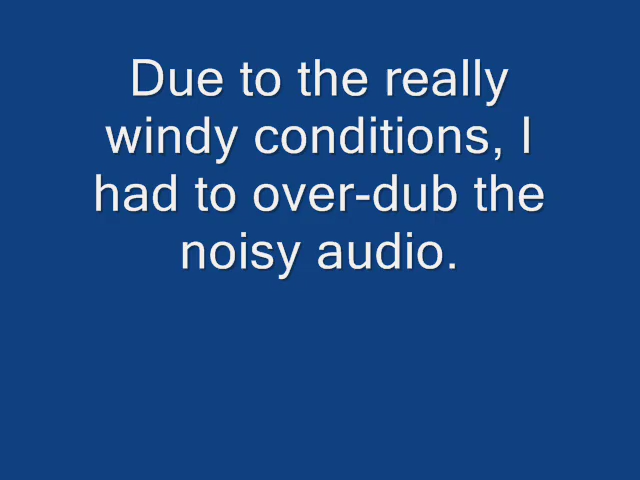 Due to the really
windy conditions, I
had to over-dub the
noisy audio.